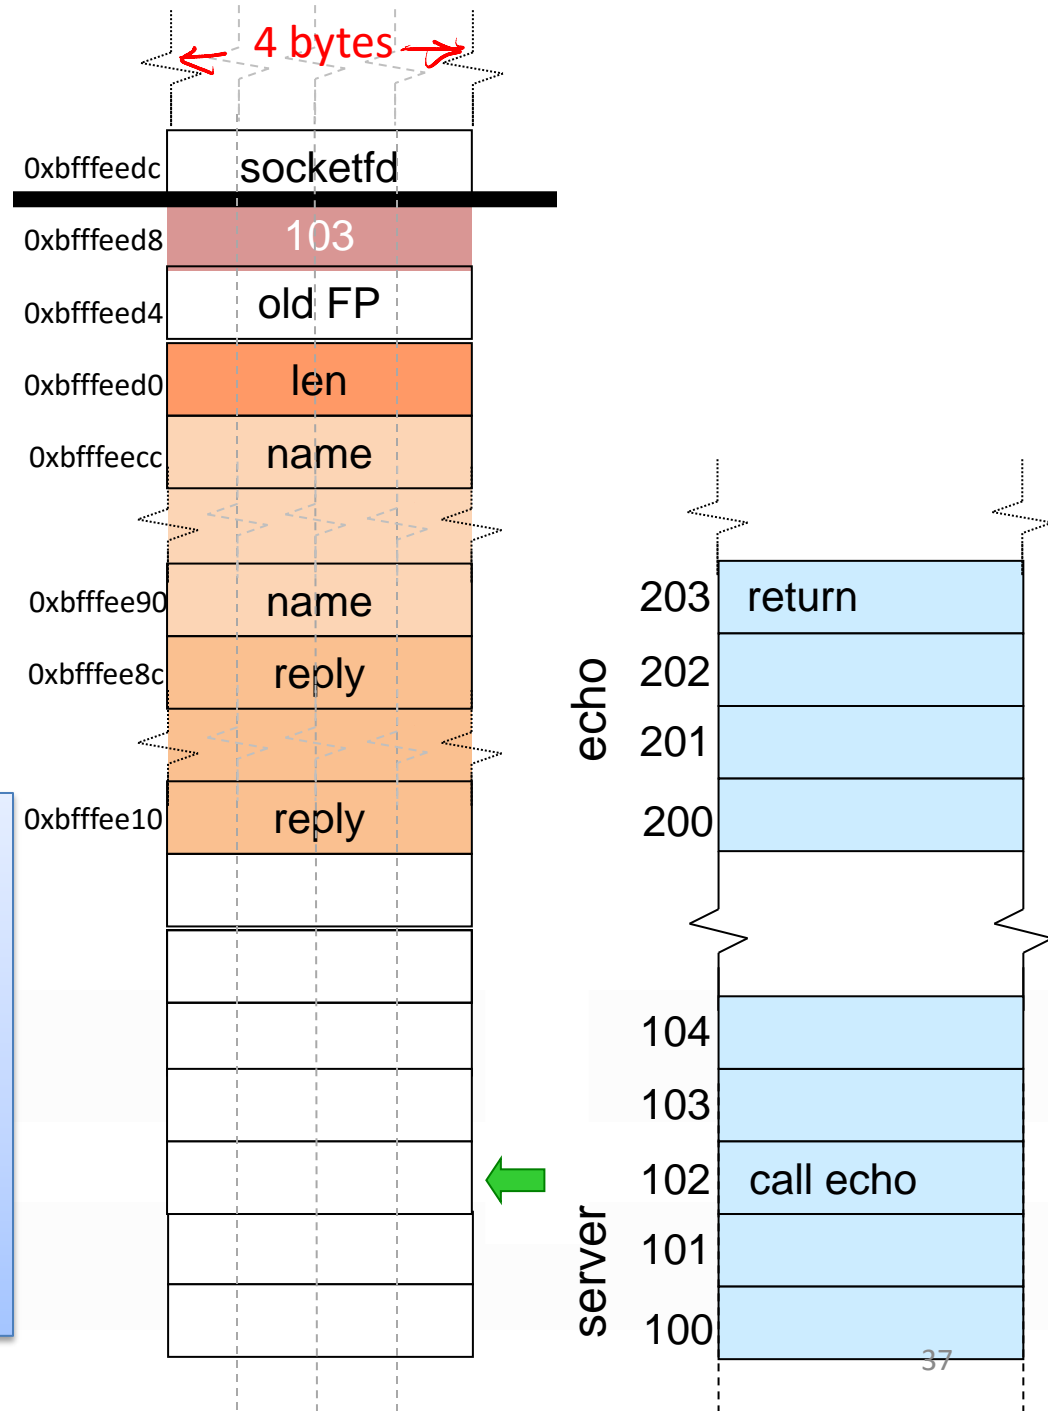 4 bytes
0xbfffeedc socketfd
0xbfffeed8 103
0xbfffeed4 old FP
0xbfffeed0 len
0xbfffeecc name
0xbfffee90 name
0xbfffee8c reply
0xbfffee10 reply
echo
203 return
202
201
200
server
104
103
102 call echo
101
100
37